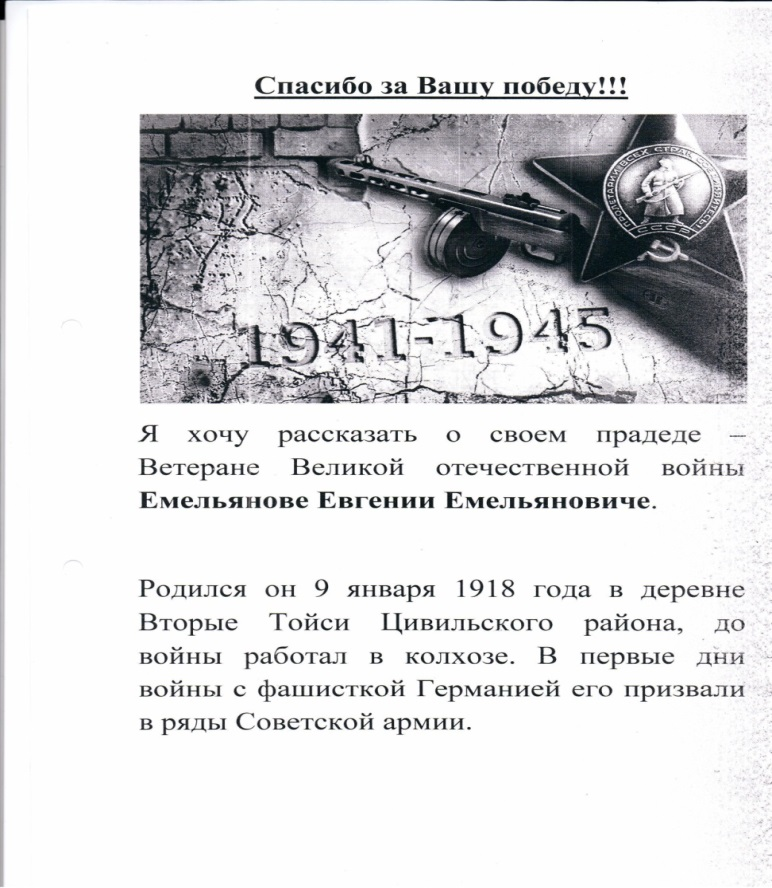 Спасибо за Вашу победу!!!
ПРОЛЕТАРИИ ВСЕХ СТРАН, СОЕДИНЯЙТЕСЬ!
СССР
1941-1945
Я хочу рассказать о своем прадеде –
Ветеране Великой отечественной войны
Емельянове Евгении Емельяновиче.
Родился он 9 января 1918 года в деревне
Вторые Тойси Цивильского района, до
войны работал в колхозе. В первые дни
войны с фашисткой Германией его призвали
в ряды Советской армии.